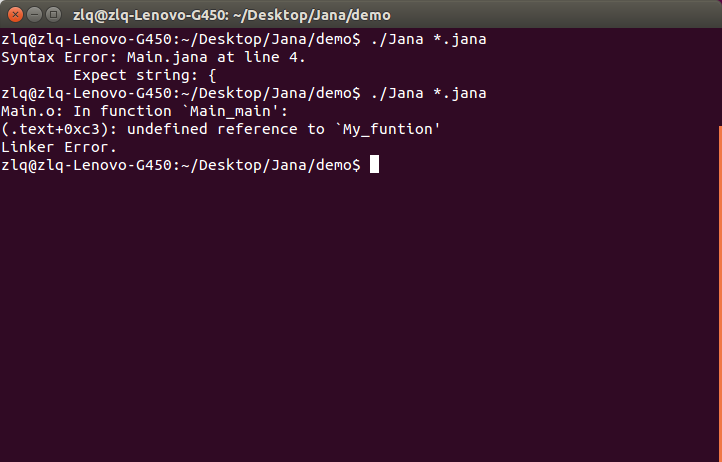 zlq@zlq-Lenovo-G450: ~/Desktop/Jana/demo
zlq@zlq-Lenovo-G450:~/Desktop/Jana/demo$ ./Jana *.jana
Syntax Error: Main.jana at line 4.
        Expect string: {
zlq@zlq-Lenovo-G450:~/Desktop/Jana/demo$ ./Jana *.jana
Main.o: In function `Main_main':
(.text+0xc3): undefined reference to `My_funtion'
Linker Error.
zlq@zlq-Lenovo-G450:~/Desktop/Jana/demo$